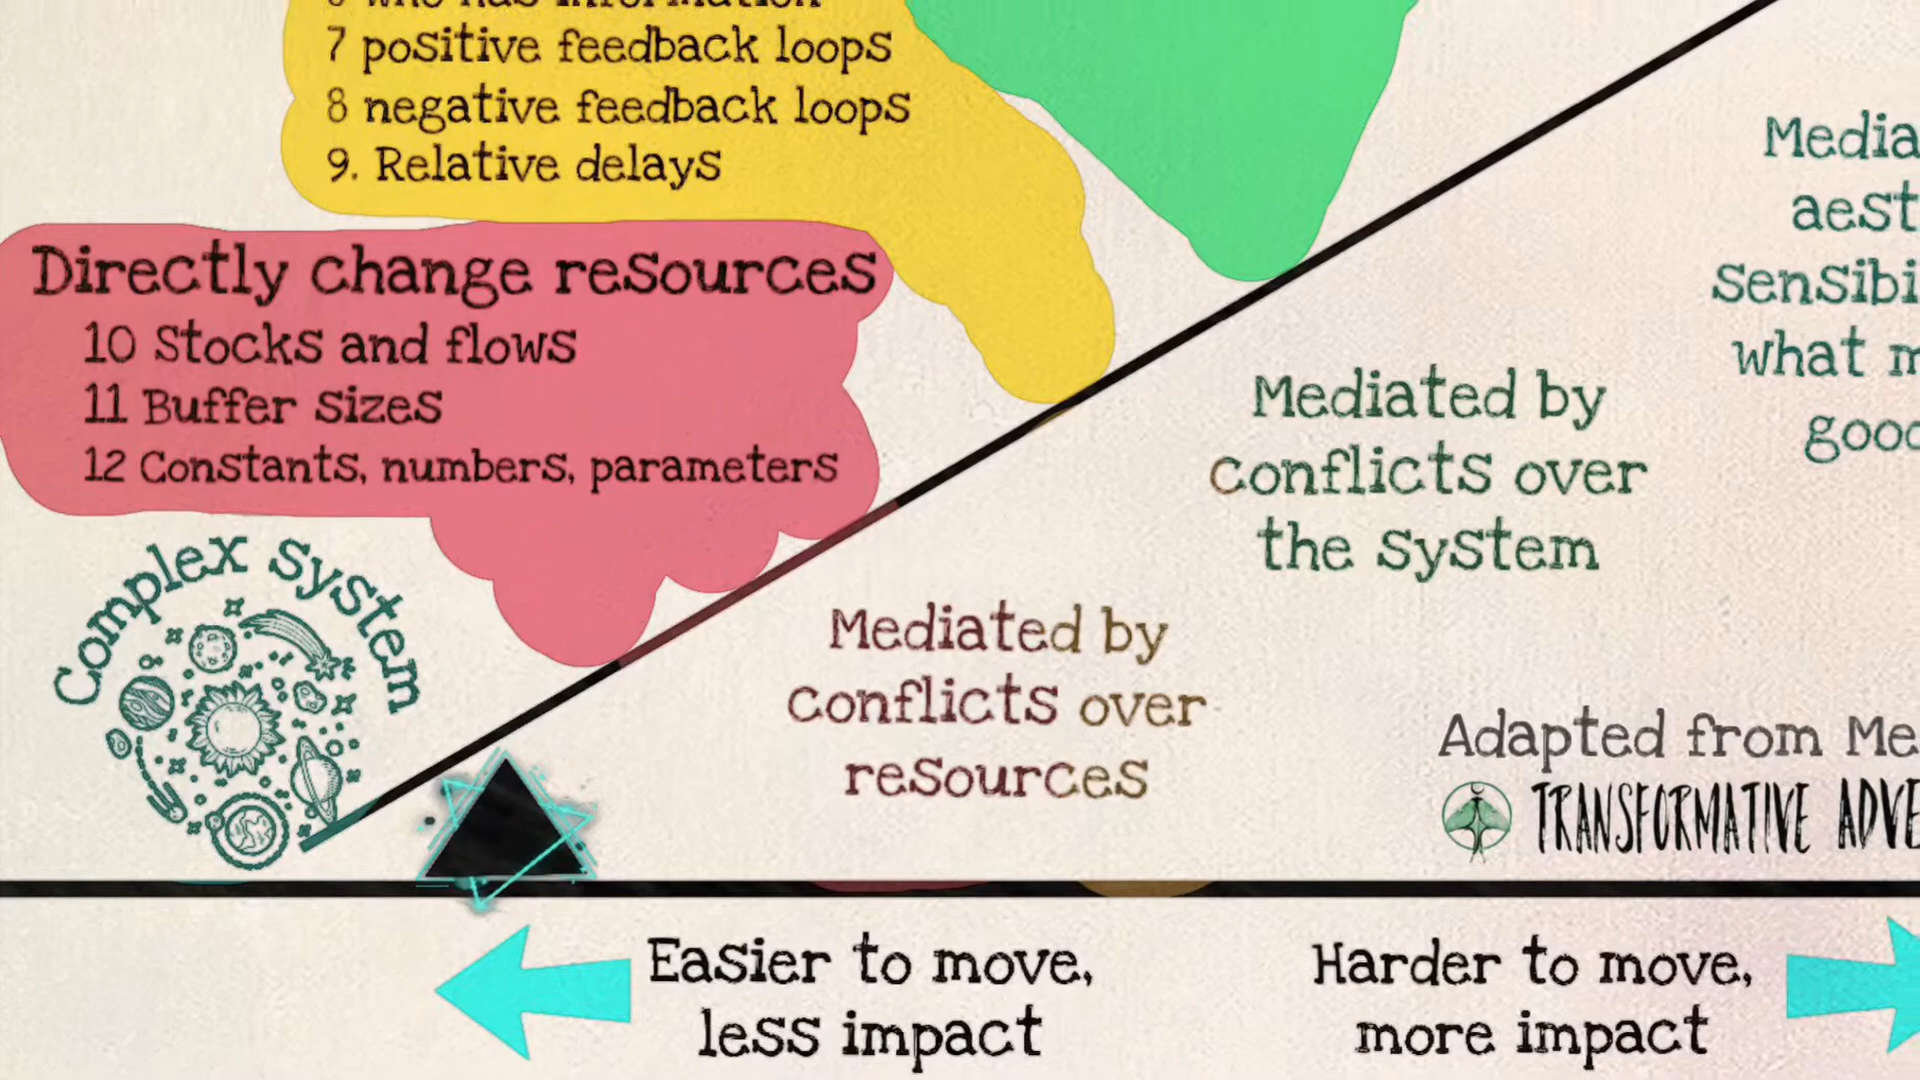 7 positive feedback loops
8 negative feedback loops
9. Relative delays
Directly change resources
10 Stocks and flows
11 Buffer sizes
12 Constants, numbers, parameters
Complex system
Mediated by
conflicts over
resources
Mediated by
conflicts over
the system
what
Adapted from
TRANSFORMATIVE
Easier to move,
less impact
Harder to move,
more impact